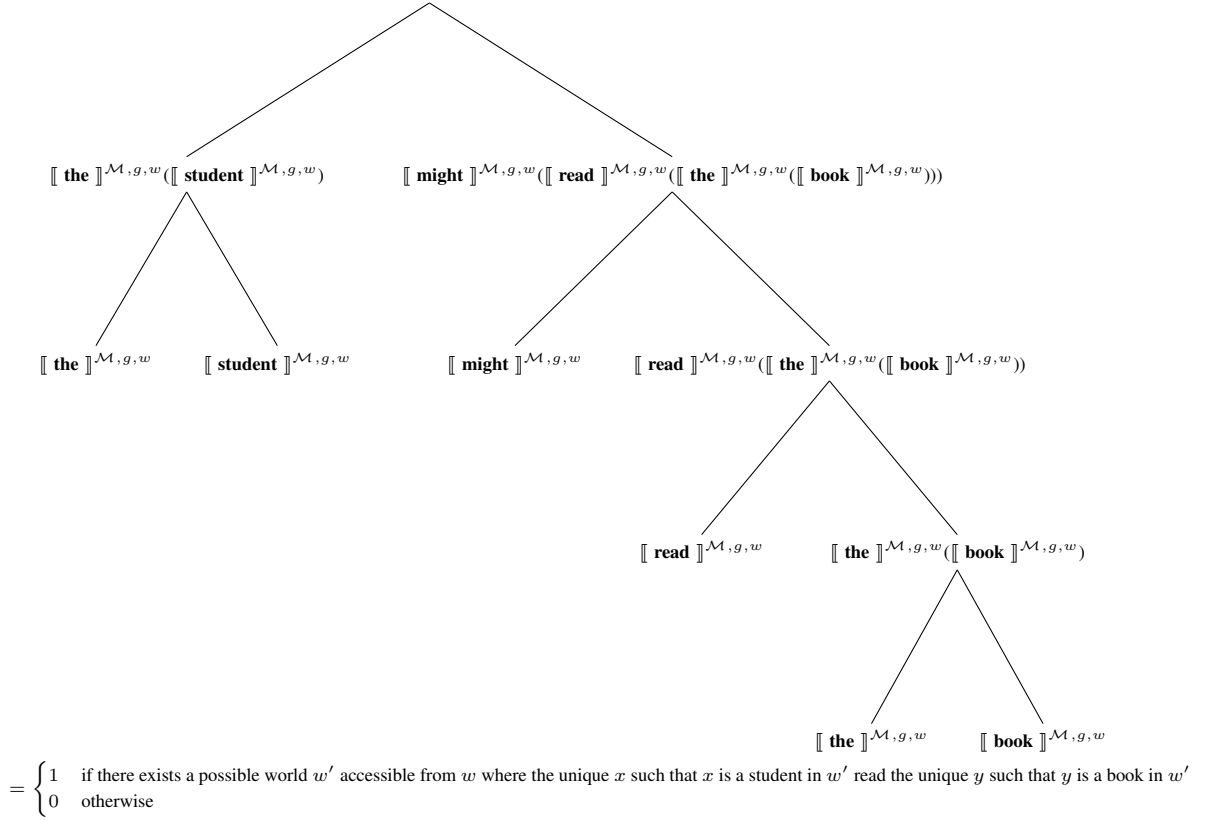 ⟦ the ⟧^{ℳ,g,w}(⟦ student ⟧^{ℳ,g,w}) ⟦ might ⟧^{ℳ,g,w}(⟦ read ⟧^{ℳ,g,w}(⟦ the ⟧^{ℳ,g,w}(⟦ book ⟧^{ℳ,g,w})))
⟦ the ⟧^{ℳ,g,w} ⟦ student ⟧^{ℳ,g,w} ⟦ might ⟧^{ℳ,g,w} ⟦ read ⟧^{ℳ,g,w}(⟦ the ⟧^{ℳ,g,w}(⟦ book ⟧^{ℳ,g,w}))
⟦ read ⟧^{ℳ,g,w} ⟦ the ⟧^{ℳ,g,w}(⟦ book ⟧^{ℳ,g,w})
⟦ the ⟧^{ℳ,g,w} ⟦ book ⟧^{ℳ,g,w}
= { 1 if there exists a possible world w′ accessible from w where the unique x such that x is a student in w′ read the unique y such that y is a book in w′
0 otherwise